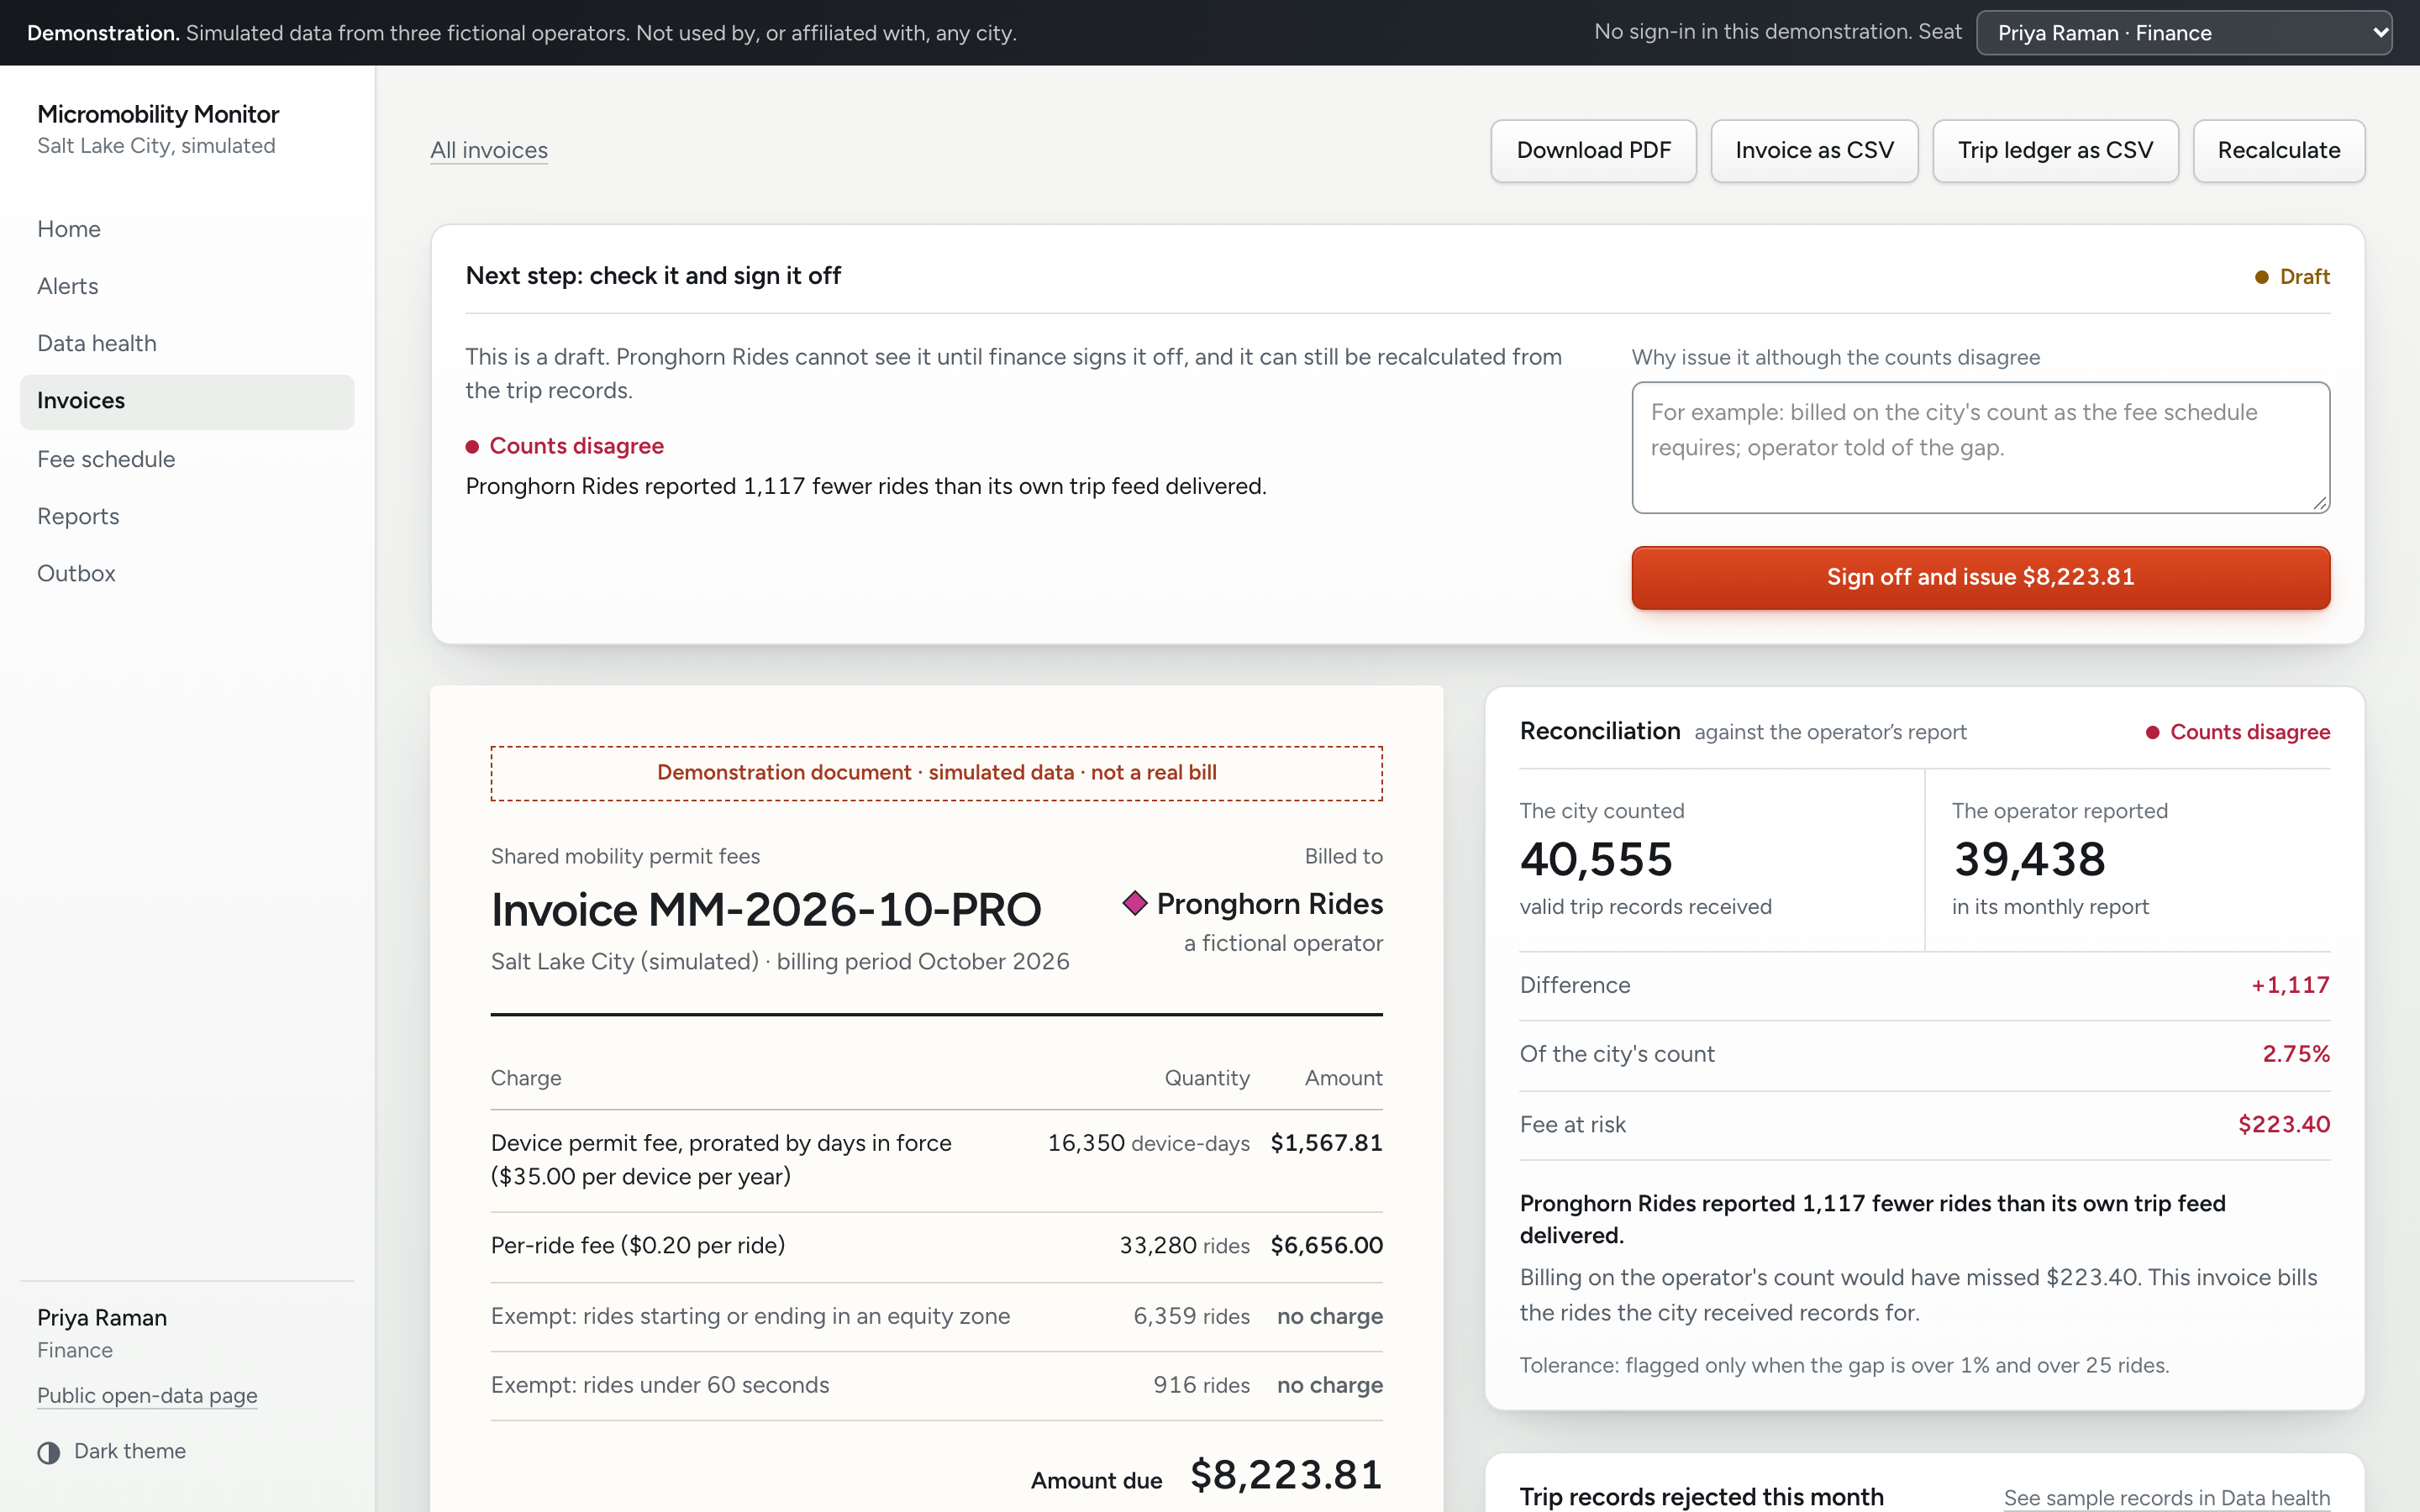 Demonstration. Simulated data from three fictional operators. Not used by, or affiliated with, any city.
No sign-in in this demonstration. Seat
Priya Raman · Finance
Micromobility Monitor
Salt Lake City, simulated
Home
Alerts
Data health
Invoices
Fee schedule
Reports
Outbox
Priya Raman
Finance
Public open-data page
Dark theme
All invoices
Download PDF
Invoice as CSV
Trip ledger as CSV
Recalculate
Next step: check it and sign it off
Draft
This is a draft. Pronghorn Rides cannot see it until finance signs it off, and it can still be recalculated from
the trip records.
Counts disagree
Pronghorn Rides reported 1,117 fewer rides than its own trip feed delivered.
Why issue it although the counts disagree
For example: billed on the city's count as the fee schedule
requires; operator told of the gap.
Sign off and issue $8,223.81
Demonstration document · simulated data · not a real bill
Shared mobility permit fees
Billed to
Invoice MM-2026-10-PRO
Pronghorn Rides
a fictional operator
Salt Lake City (simulated) · billing period October 2026
Charge Quantity Amount
Device permit fee, prorated by days in force 16,350 device-days $1,567.81
($35.00 per device per year)
Per-ride fee ($0.20 per ride) 33,280 rides $6,656.00
Exempt: rides starting or ending in an equity zone 6,359 rides no charge
Exempt: rides under 60 seconds 916 rides no charge
Amount due $8,223.81
Reconciliation against the operator's report
Counts disagree
The city counted
40,555
valid trip records received
The operator reported
39,438
in its monthly report
Difference +1,117
Of the city's count 2.75%
Fee at risk $223.40
Pronghorn Rides reported 1,117 fewer rides than its own trip feed
delivered.
Billing on the operator's count would have missed $223.40. This invoice bills
the rides the city received records for.
Tolerance: flagged only when the gap is over 1% and over 25 rides.
Trip records rejected this month
See sample records in Data health